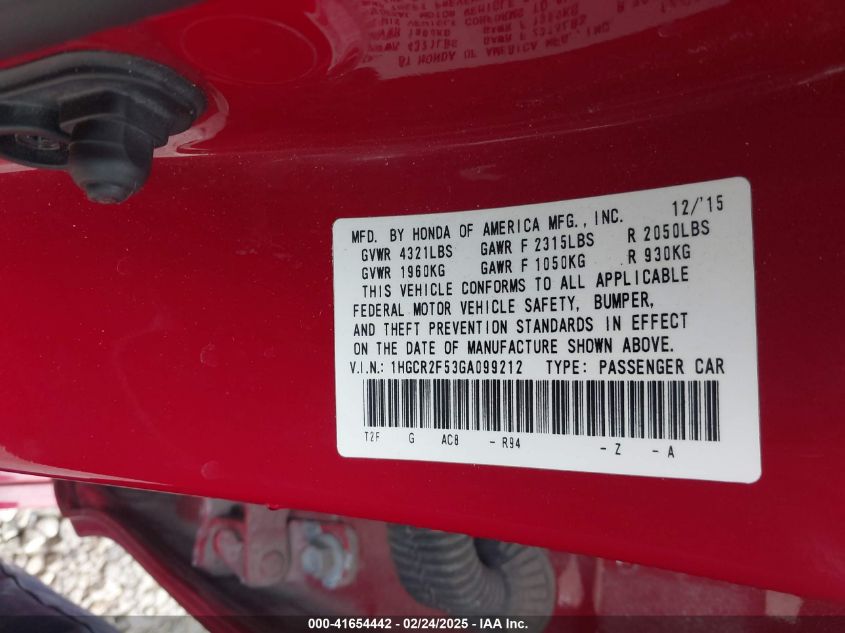 MFD. BY HONDA OF AMERICA MFG., INC. 12/'15
GVWR 4321LBS GAWR F 2315LBS R 2050LBS
GVWR 1960KG GAWR F 1050KG R 930KG
THIS VEHICLE CONFORMS TO ALL APPLICABLE
FEDERAL MOTOR VEHICLE SAFETY, BUMPER,
AND THEFT PREVENTION STANDARDS IN EFFECT
ON THE DATE OF MANUFACTURE SHOWN ABOVE.
V.I.N.: 1HGCR2F53GA099212 TYPE: PASSENGER CAR
T2F G AC8 - R94 - Z - A
000-41654442 - 02/24/2025 - IAA Inc.